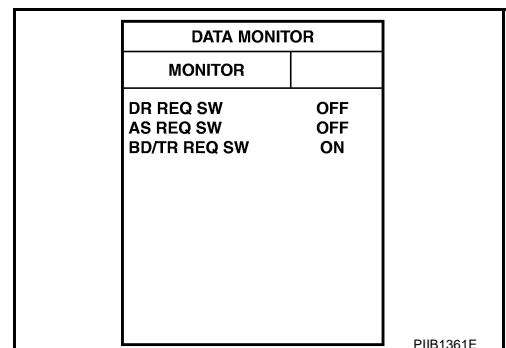 DATA MONITOR
MONITOR
DR REQ SW OFF
AS REQ SW OFF
BD/TR REQ SW ON
PIIB1361E